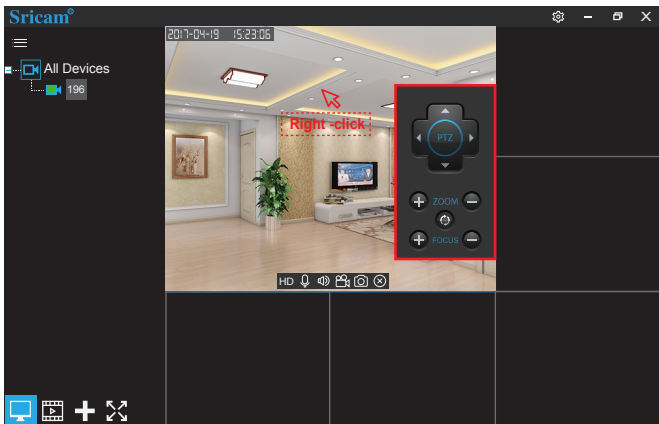 Sricam®
2017-04-19 15:23:06
All Devices
196
Right -click
PTZ
ZOOM
FOCUS
HD